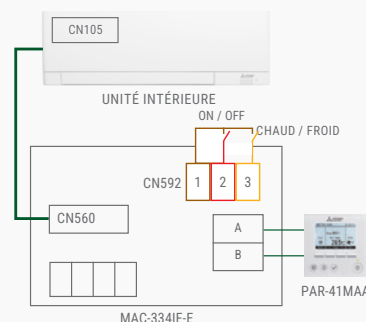 CN105
UNITÉ INTÉRIEURE
ON / OFF
CHAUD / FROID
CN592
1
2
3
CN560
A
B
PAR-41MAA
MAC-334IF-E